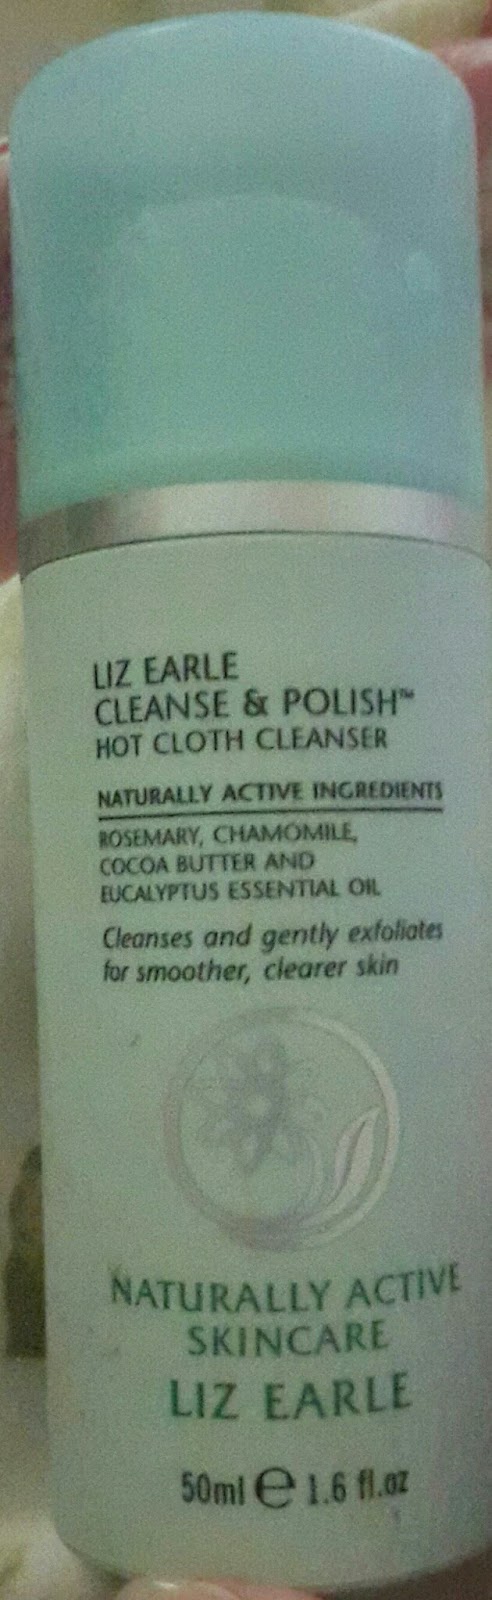 LIZ EARLE
CLEANSE & POLISH™
HOT CLOTH CLEANSER
NATURALLY ACTIVE INGREDIENTS
ROSEMARY, CHAMOMILE,
COCOA BUTTER AND
EUCALYPTUS ESSENTIAL OIL
Cleanses and gently exfoliates
for smoother, clearer skin
NATURALLY ACTIVE
SKINCARE
LIZ EARLE
50ml ℮ 1.6 fl.oz